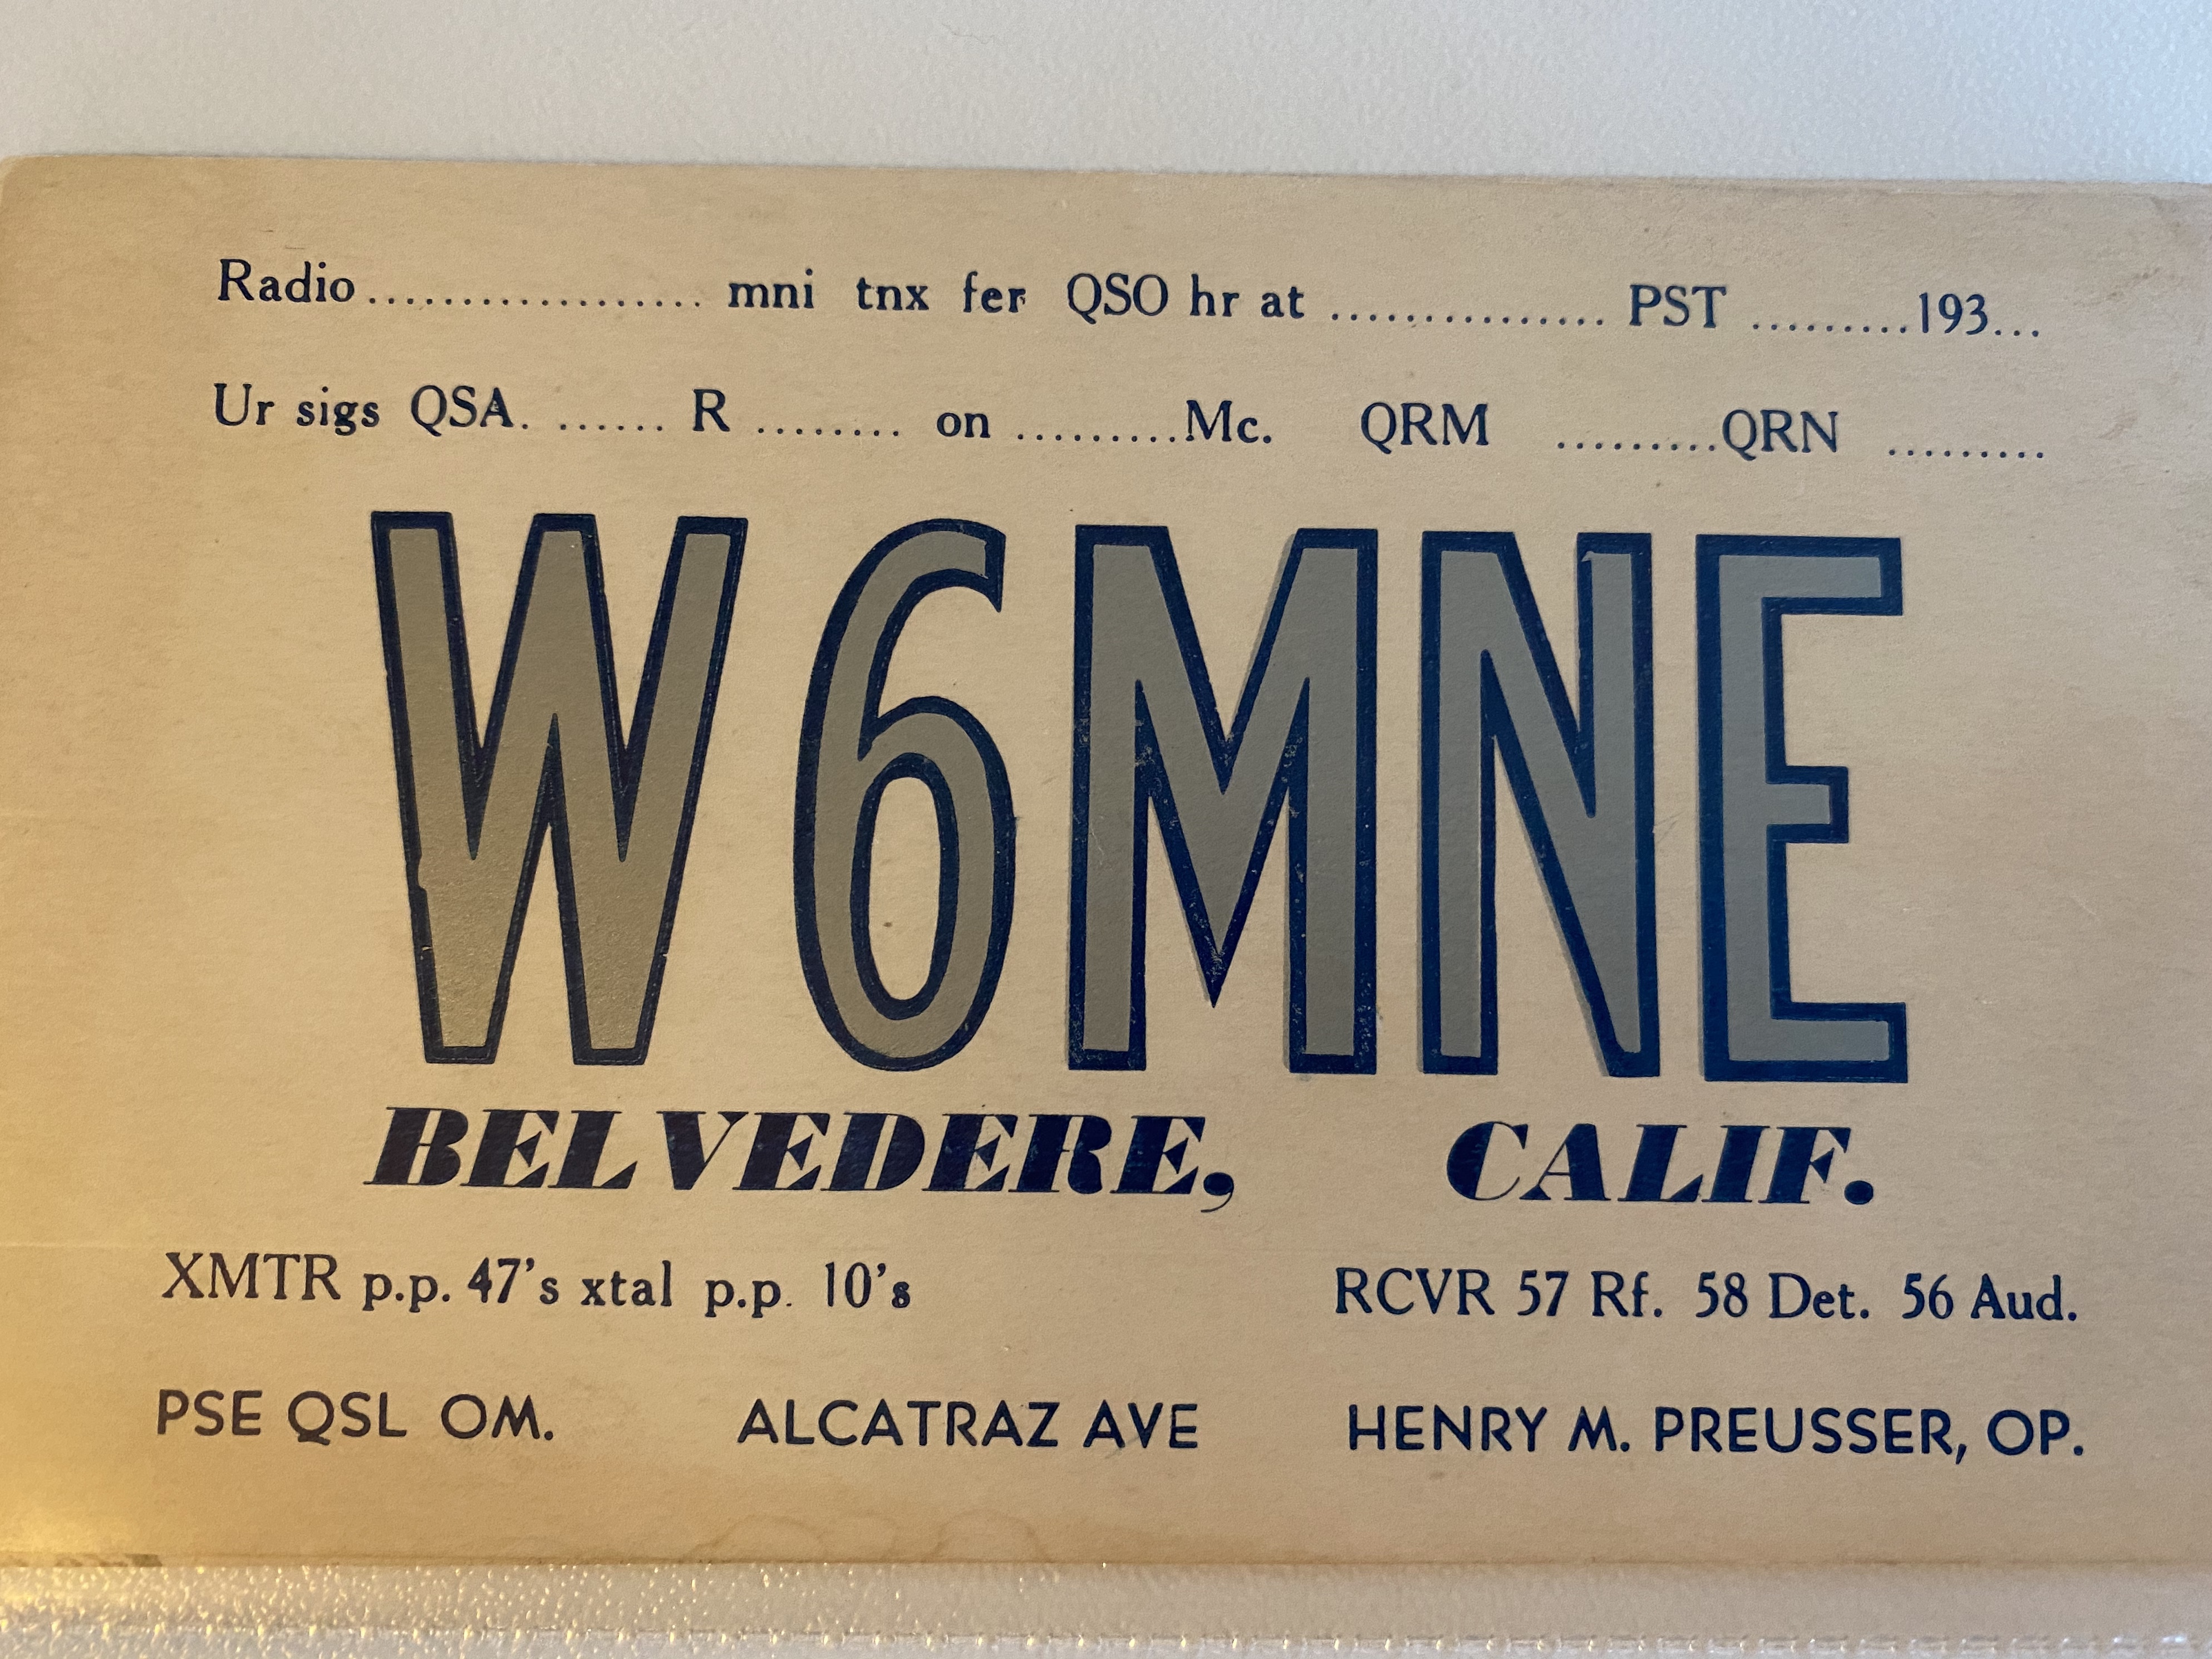 Radio.................. mni tnx fer QSO hr at ............... PST .........193...
Ur sigs QSA. ...... R ........ on .........Mc. QRM .........QRN .........
W6MNE
BELVEDERE, CALIF.
XMTR p.p. 47's xtal p.p. 10's RCVR 57 Rf. 58 Det. 56 Aud.
PSE QSL OM. ALCATRAZ AVE HENRY M. PREUSSER, OP.